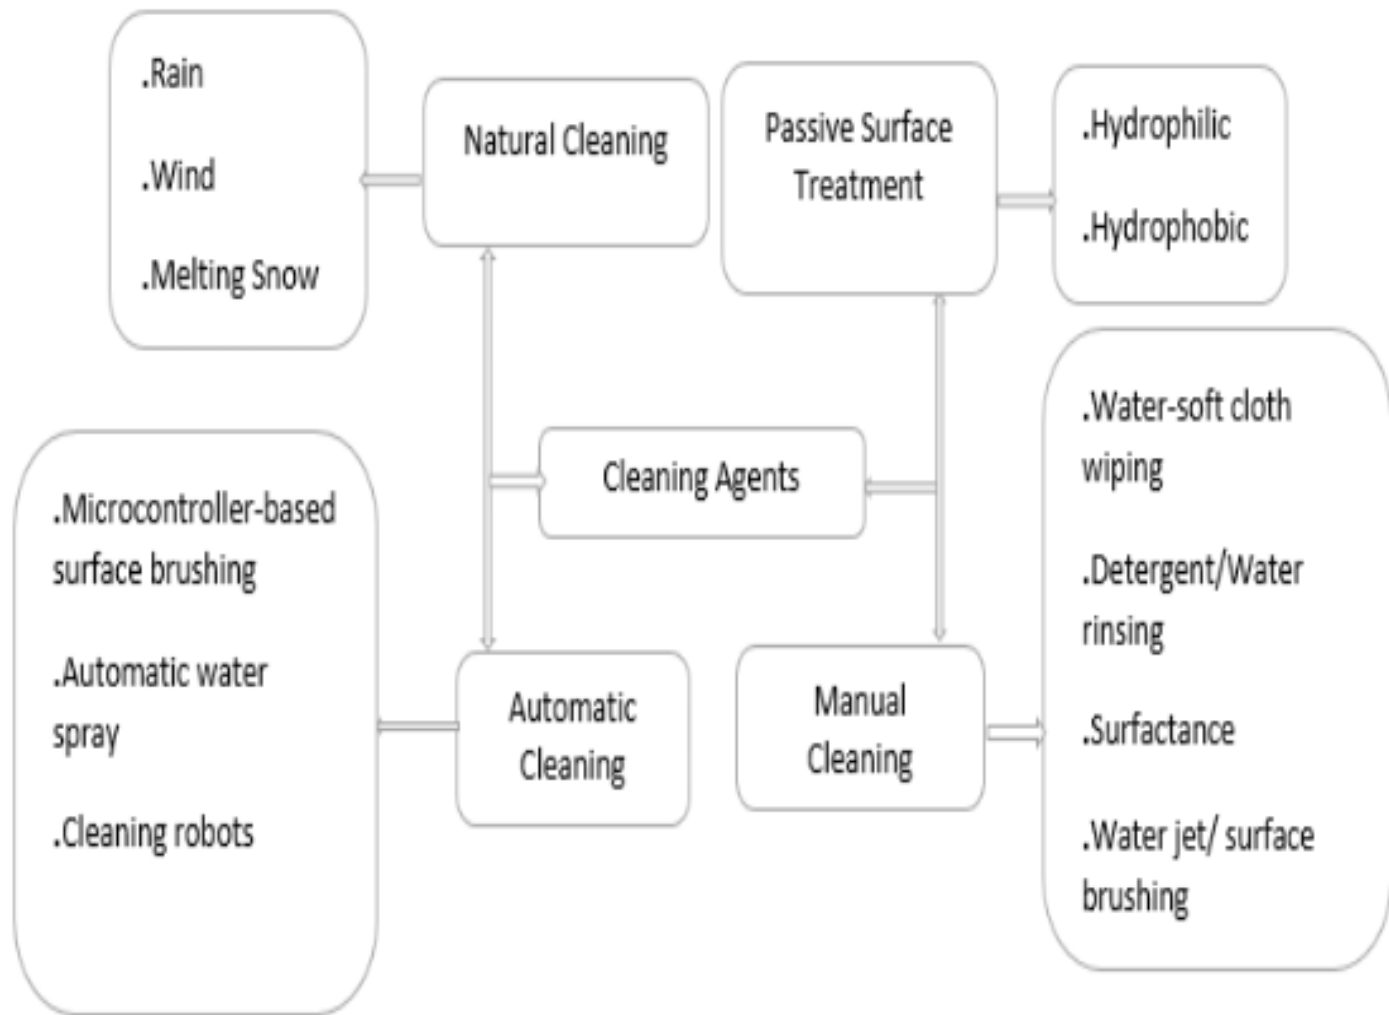 .Rain
.Wind
.Melting Snow
Natural Cleaning
Passive Surface
Treatment
.Hydrophilic
.Hydrophobic
Cleaning Agents
.Microcontroller-based
surface brushing
.Automatic water
spray
.Cleaning robots
Automatic
Cleaning
Manual
Cleaning
.Water-soft cloth
wiping
.Detergent/Water
rinsing
.Surfactance
.Water jet/ surface
brushing